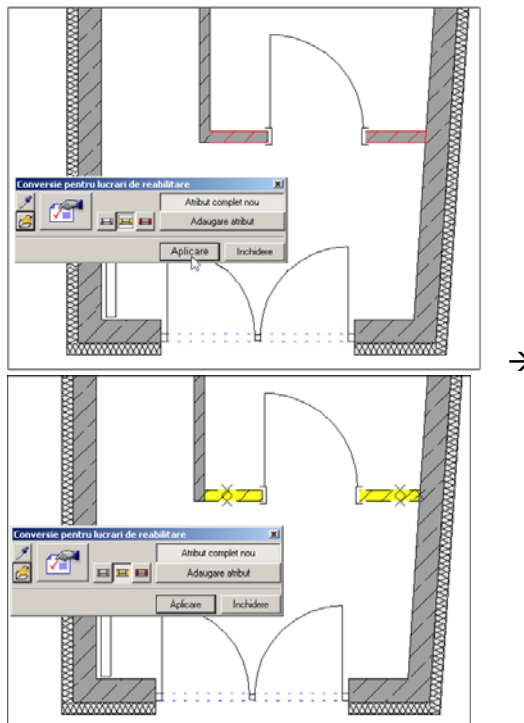 Conversie pentru lucrari de reabilitare
Atribut complet nou
Adaugare atribut
Aplicare
Inchidere
Conversie pentru lucrari de reabilitare
Atribut complet nou
Adaugare atribut
Aplicare
Inchidere